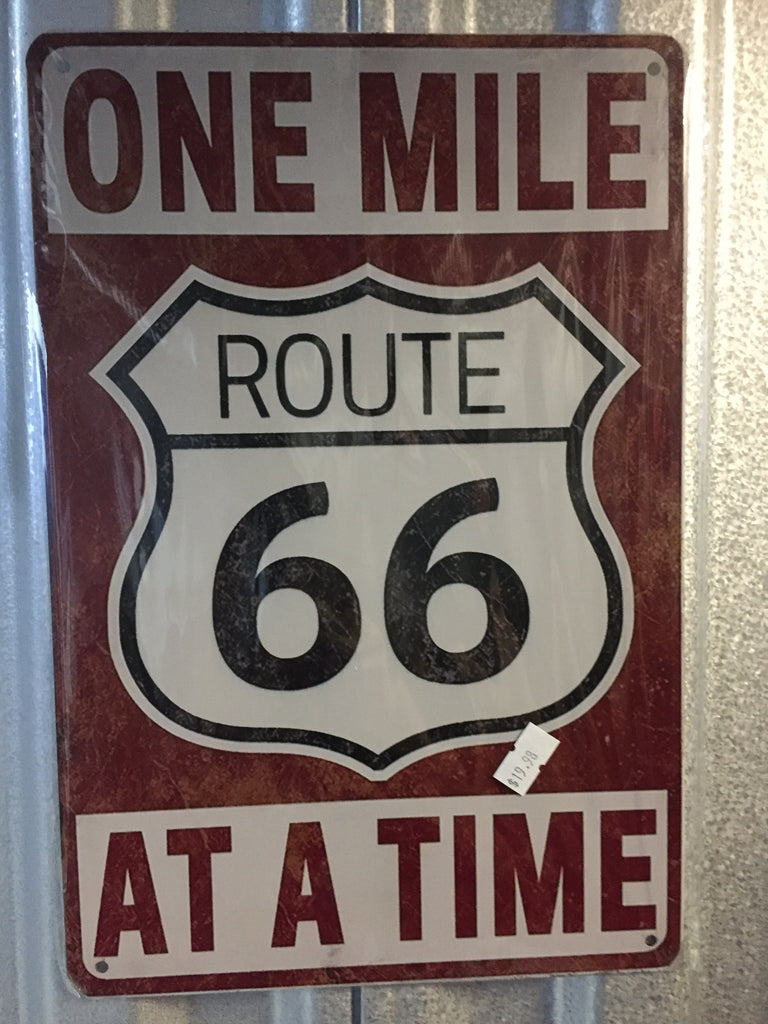 ONE MILE
ROUTE
66
$19.98
AT A TIME